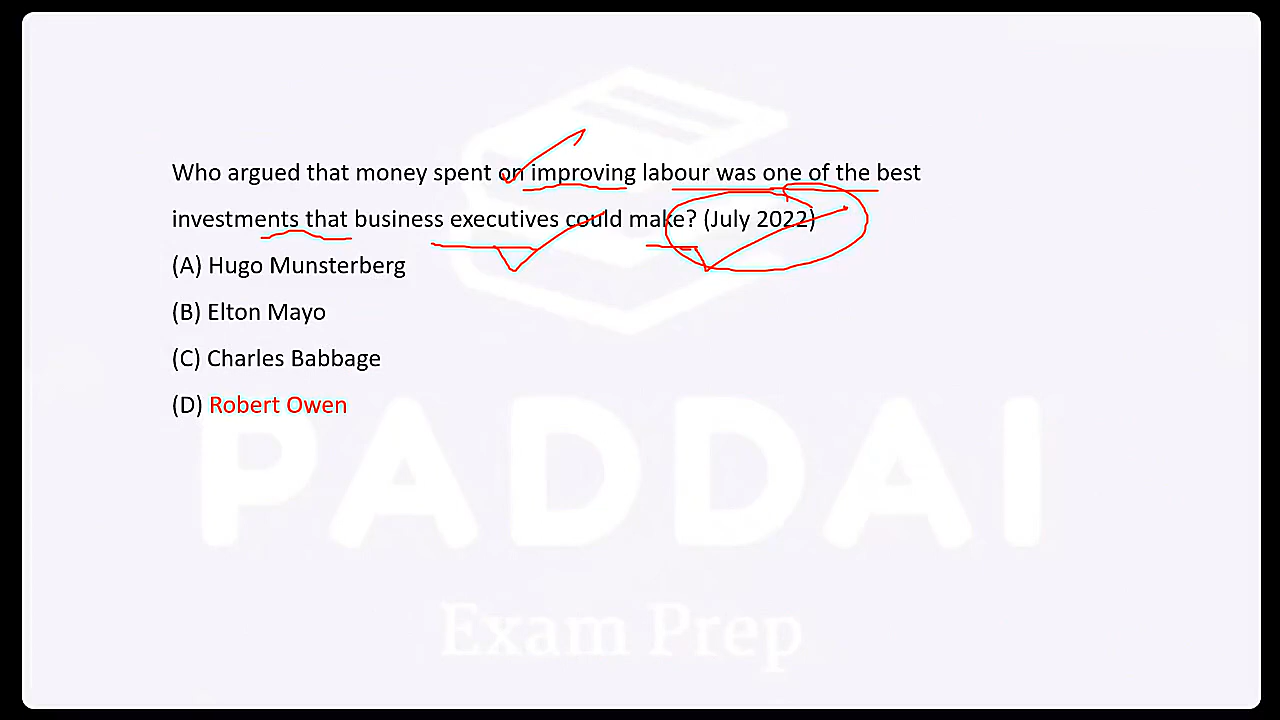 Who argued that money spent on improving labour was one of the best
investments that business executives could make? (July 2022)
(A) Hugo Munsterberg
(B) Elton Mayo
(C) Charles Babbage
(D) Robert Owen
PADDAI
Exam Prep